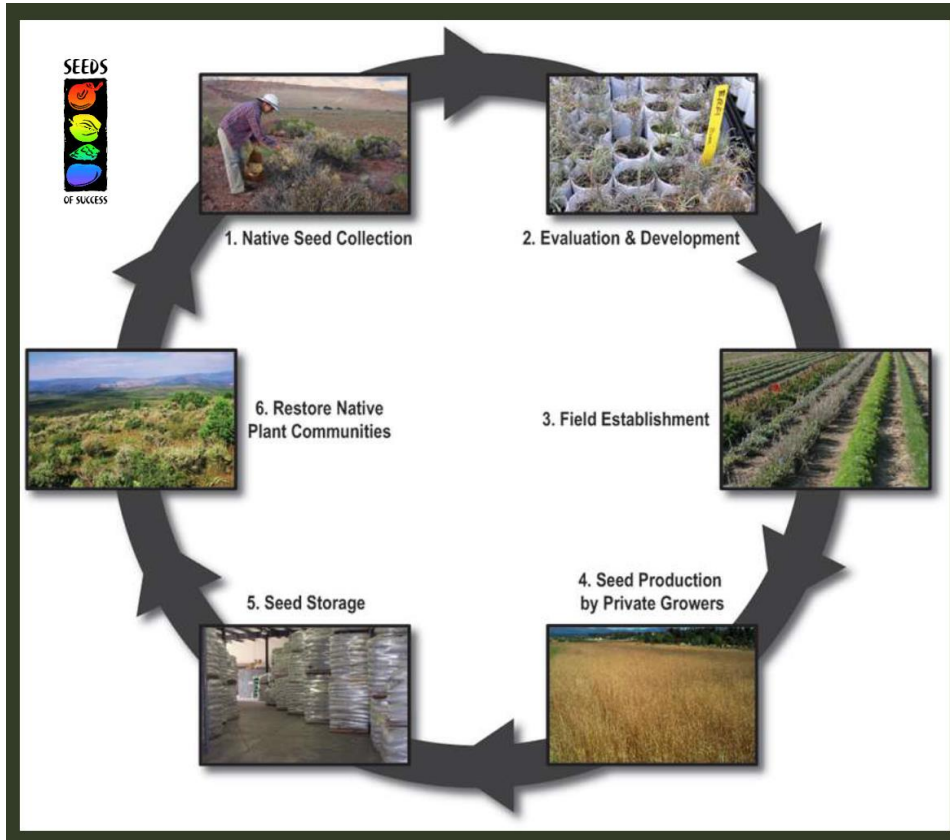 SEEDS
OF SUCCESS
1. Native Seed Collection
2. Evaluation & Development
3. Field Establishment
4. Seed Production
by Private Growers
5. Seed Storage
6. Restore Native
Plant Communities